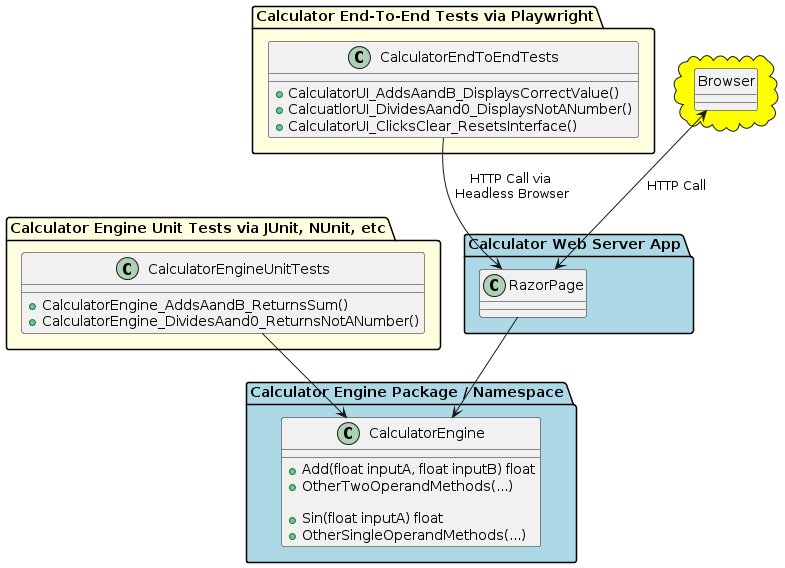 Calculator End-To-End Tests via Playwright
C CalculatorEndToEndTests
CalculatorUI_AddsAandB_DisplaysCorrectValue()
CalcuatlorUI_DividesAand0_DisplaysNotANumber()
CalculatorUI_ClicksClear_ResetsInterface()
Browser
HTTP Call via
Headless Browser
HTTP Call
Calculator Engine Unit Tests via JUnit, NUnit, etc
C CalculatorEngineUnitTests
CalculatorEngine_AddsAandB_ReturnsSum()
CalculatorEngine_DividesAand0_ReturnsNotANumber()
Calculator Web Server App
C RazorPage
Calculator Engine Package / Namespace
C CalculatorEngine
Add(float inputA, float inputB) float
OtherTwoOperandMethods(...)
Sin(float inputA) float
OtherSingleOperandMethods(...)